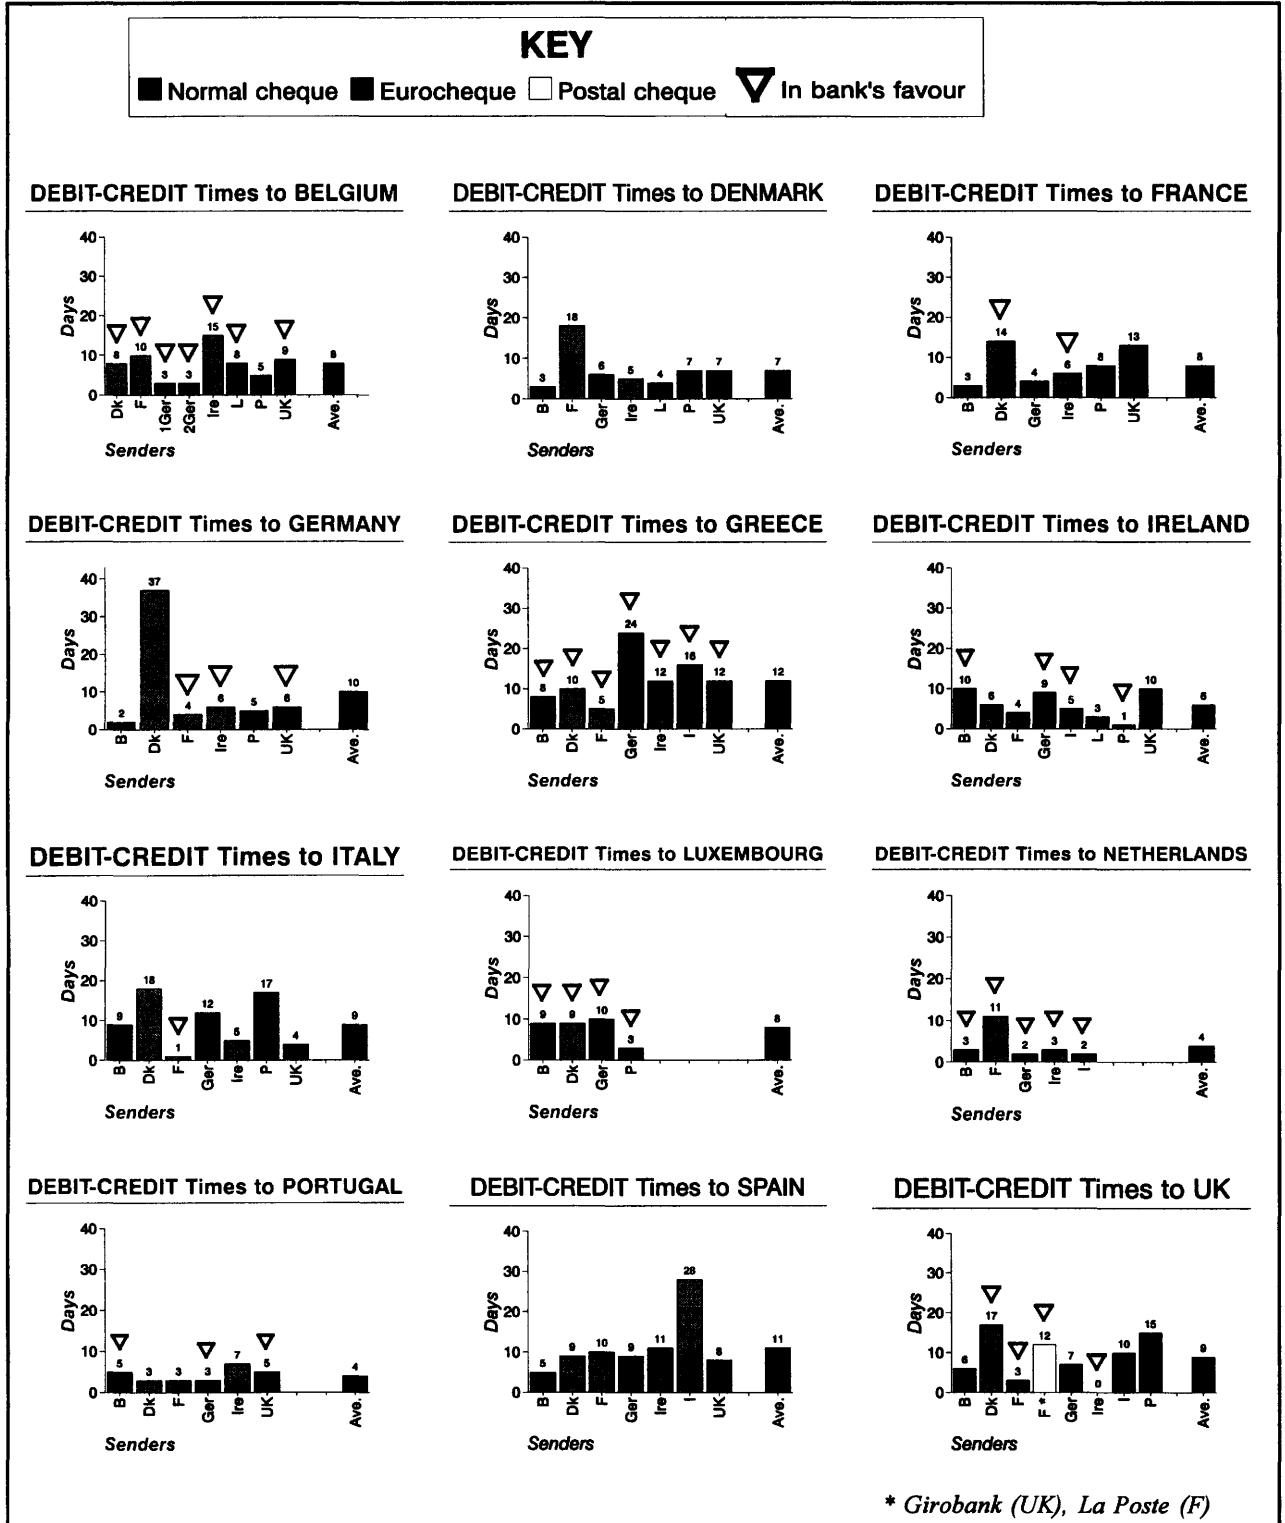 KEY
Normal cheque Eurocheque Postal cheque In bank's favour
DEBIT-CREDIT Times to BELGIUM
40
30
20
10
0
Days
8 10 3 3 15 8 5 9 8
Dk F 1Ger 2Ger Ire L P UK Ave.
Senders
DEBIT-CREDIT Times to DENMARK
40
30
20
10
0
Days
3 18 6 5 4 7 7 7
B F Ger Ire L P UK Ave.
Senders
DEBIT-CREDIT Times to FRANCE
40
30
20
10
0
Days
3 14 4 6 8 13 8
B Dk Ger Ire P UK Ave.
Senders
DEBIT-CREDIT Times to GERMANY
40
30
20
10
0
Days
2 37 4 6 5 6 10
B Dk F Ire P UK Ave.
Senders
DEBIT-CREDIT Times to GREECE
40
30
20
10
0
Days
8 10 5 24 12 16 12 12
B Dk F Ger Ire I UK Ave.
Senders
DEBIT-CREDIT Times to IRELAND
40
30
20
10
0
Days
10 6 4 9 5 3 1 10 6
B Dk F Ger I L P UK Ave.
Senders
DEBIT-CREDIT Times to ITALY
40
30
20
10
0
Days
9 18 1 12 5 17 4 9
B Dk F Ger Ire P UK Ave.
Senders
DEBIT-CREDIT Times to LUXEMBOURG
40
30
20
10
0
Days
9 9 10 3 8
B Dk Ger P Ave.
Senders
DEBIT-CREDIT Times to NETHERLANDS
40
30
20
10
0
Days
3 11 2 3 2 4
B F Ger Ire I Ave.
Senders
DEBIT-CREDIT Times to PORTUGAL
40
30
20
10
0
Days
5 3 3 3 7 5 4
B Dk F Ger Ire UK Ave.
Senders
DEBIT-CREDIT Times to SPAIN
40
30
20
10
0
Days
5 9 10 9 11 28 8 11
B Dk F Ger Ire I UK Ave.
Senders
DEBIT-CREDIT Times to UK
40
30
20
10
0
Days
6 17 3 12 7 0 10 15 9
B Dk F F * Ger Ire I P Ave.
Senders
* Girobank (UK), La Poste (F)